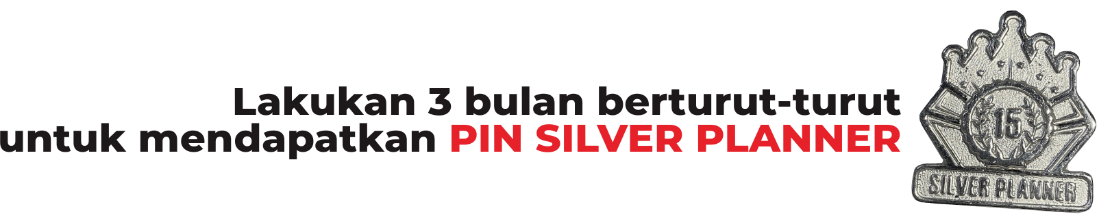 Lakukan 3 bulan berturut-turut
untuk mendapatkan PIN SILVER PLANNER
15
SILVER PLANNER